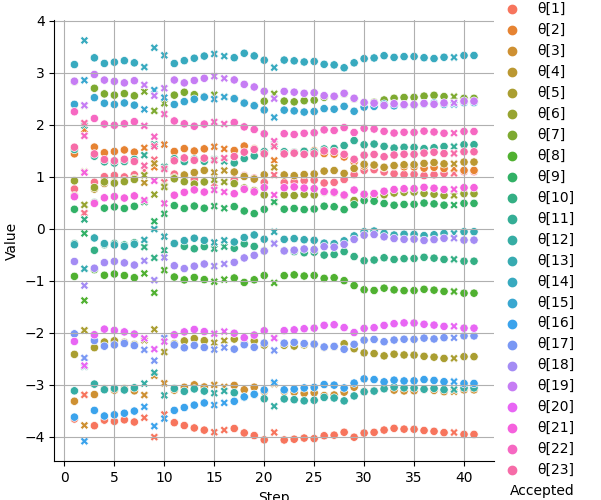 4
3
2
1
0
−1
−2
−3
−4
Value
0
5
10
15
20
25
30
35
40
Step
θ[1]
θ[2]
θ[3]
θ[4]
θ[5]
θ[6]
θ[7]
θ[8]
θ[9]
θ[10]
θ[11]
θ[12]
θ[13]
θ[14]
θ[15]
θ[16]
θ[17]
θ[18]
θ[19]
θ[20]
θ[21]
θ[22]
θ[23]
Accepted